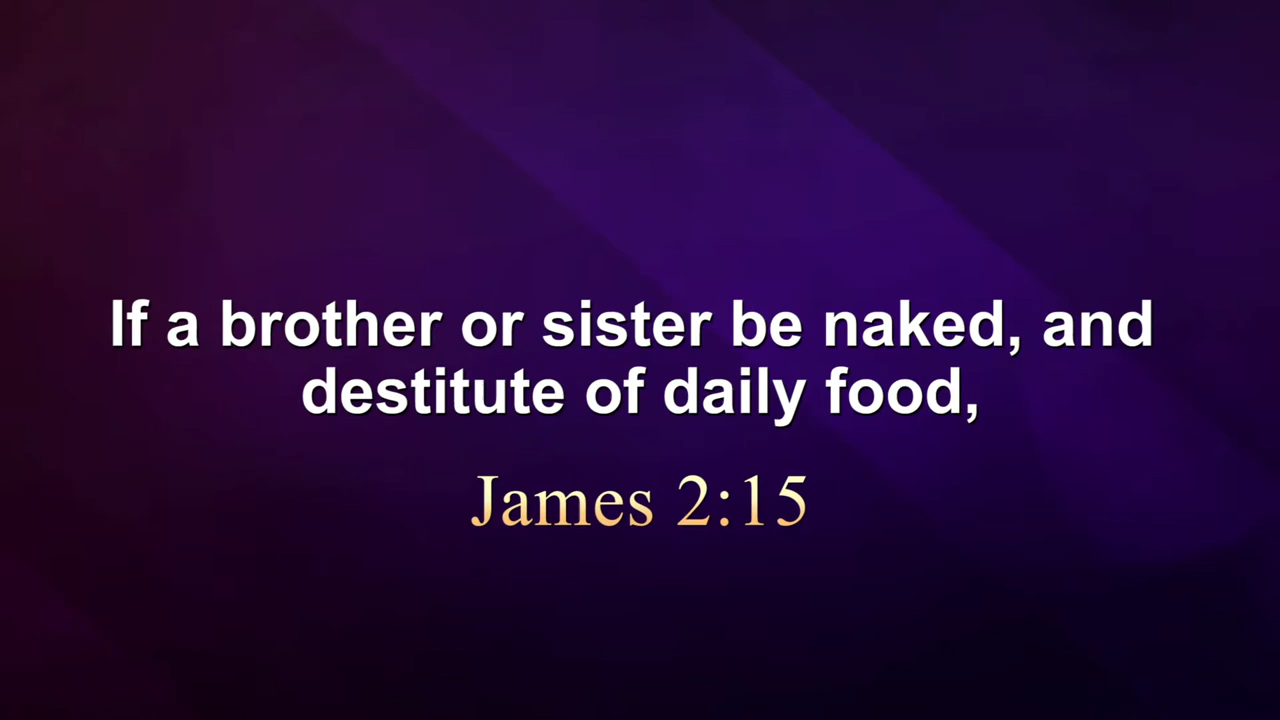 If a brother or sister be naked, and
destitute of daily food,
James 2:15